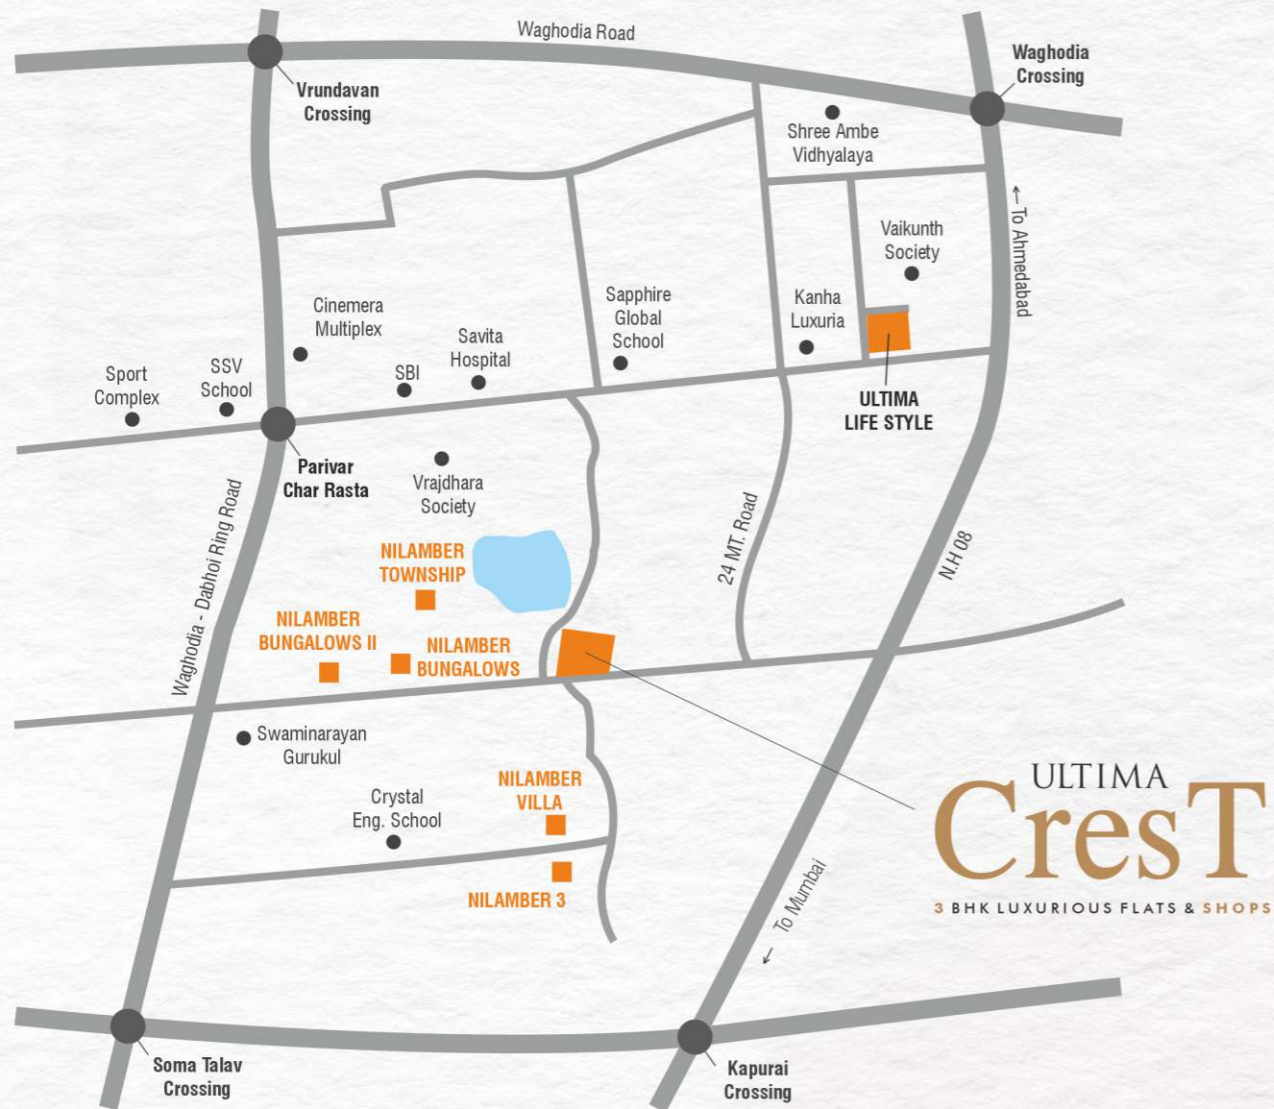 Waghodia Road
Waghodia
Crossing
Vrundavan
Crossing
Shree Ambe
Vidhyalaya
← To Ahmedabad
Vaikunth
Society
Cinemera
Multiplex
Sapphire
Global
School
Kanha
Luxuria
Savita
Hospital
SBI
SSV
School
Sport
Complex
ULTIMA
LIFE STYLE
Parivar
Char Rasta
Vrajdhara
Society
Waghodia - Dabhoi Ring Road
24 MT. Road
N.H 08
NILAMBER
TOWNSHIP
NILAMBER
BUNGALOWS II
NILAMBER
BUNGALOWS
Swaminarayan
Gurukul
NILAMBER
VILLA
Crystal
Eng. School
NILAMBER 3
ULTIMA
CresT
3 BHK LUXURIOUS FLATS & SHOPS
← To Mumbai
Soma Talav
Crossing
Kapurai
Crossing